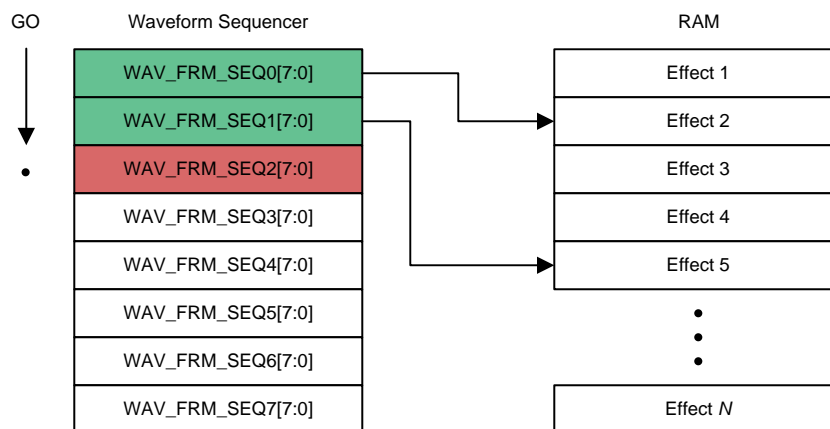 GO
Waveform Sequencer
RAM
WAV_FRM_SEQ0[7:0]
WAV_FRM_SEQ1[7:0]
WAV_FRM_SEQ2[7:0]
WAV_FRM_SEQ3[7:0]
WAV_FRM_SEQ4[7:0]
WAV_FRM_SEQ5[7:0]
WAV_FRM_SEQ6[7:0]
WAV_FRM_SEQ7[7:0]
Effect 1
Effect 2
Effect 3
Effect 4
Effect 5
Effect N